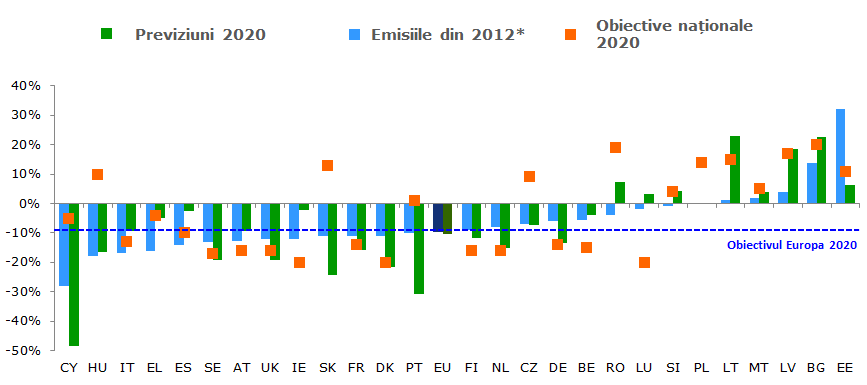 Previziuni 2020
Emisiile din 2012*
Obiective naționale
2020
40%
30%
20%
10%
0%
-10%
-20%
-30%
-40%
-50%
Obiectivul Europa 2020
CY HU IT EL ES SE AT UK IE SK FR DK PT EU FI NL CZ DE BE RO LU SI PL LT MT LV BG EE